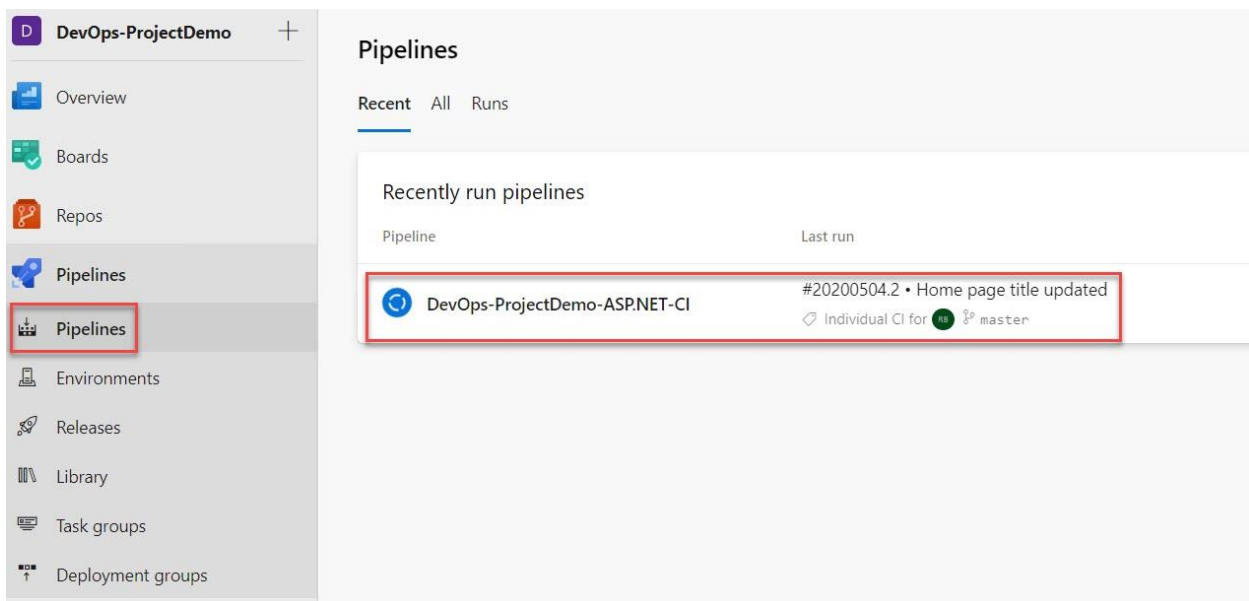 D DevOps-ProjectDemo
Overview
Boards
Repos
Pipelines
Pipelines
Environments
Releases
Library
Task groups
Deployment groups
Pipelines
Recent All Runs
Recently run pipelines
Pipeline Last run
DevOps-ProjectDemo-ASP.NET-CI
#20200504.2 • Home page title updated
Individual CI for RB master